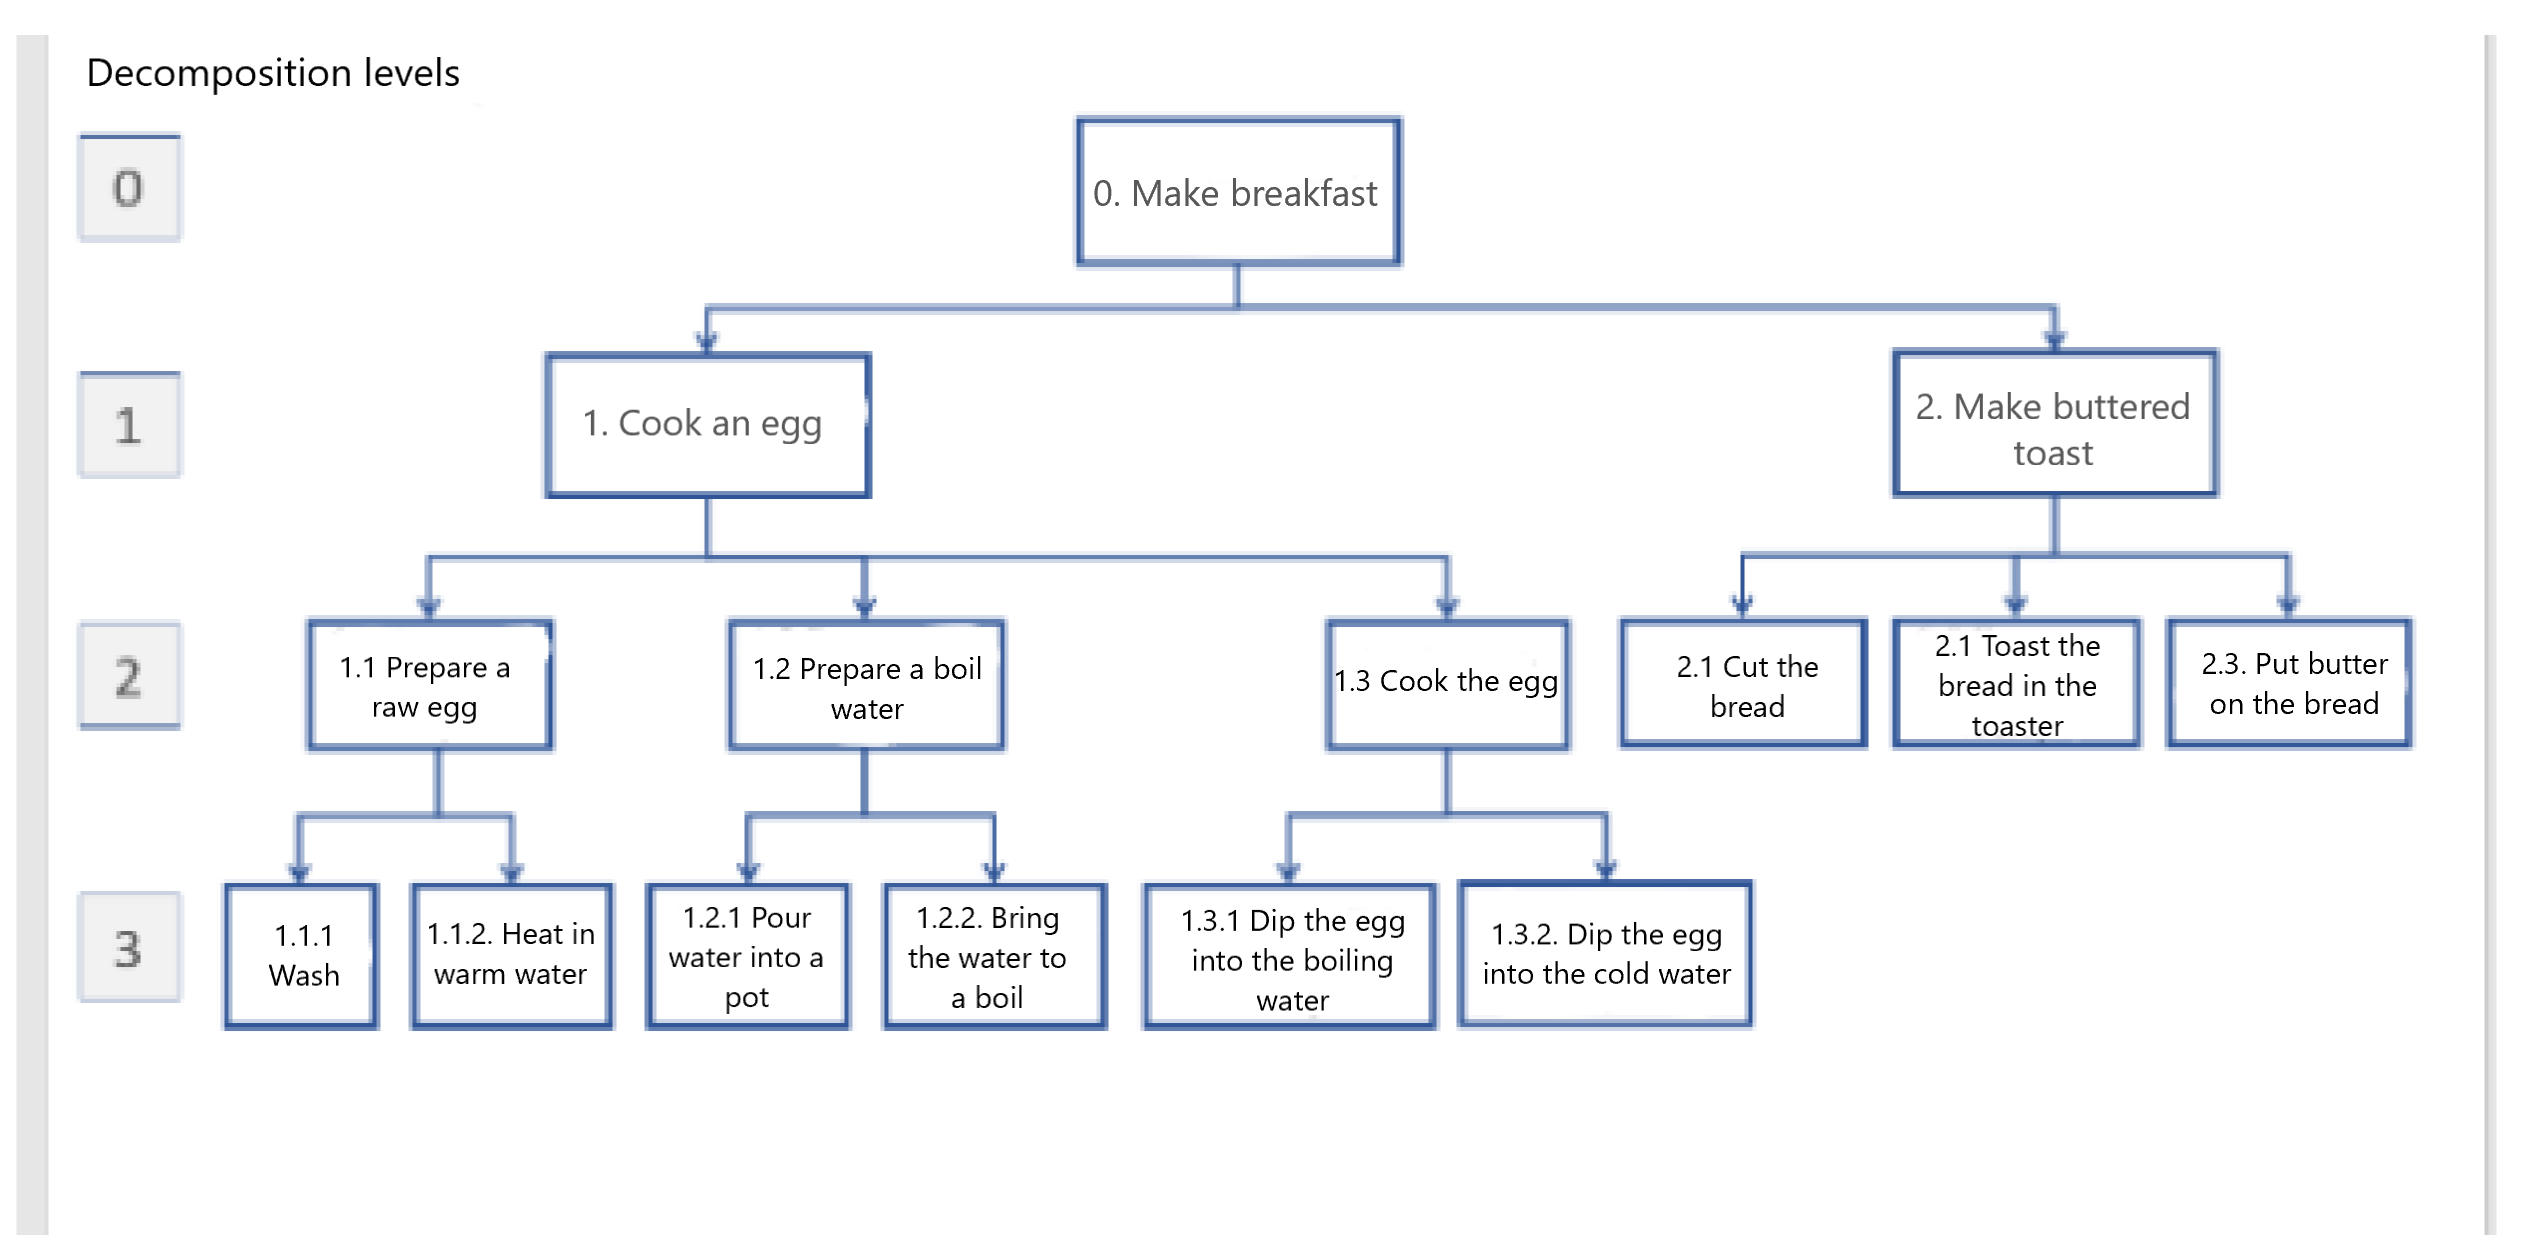 Decomposition levels
0
0. Make breakfast
1
1. Cook an egg
2. Make buttered
toast
2
1.1 Prepare a
raw egg
1.2 Prepare a boil
water
1.3 Cook the egg
2.1 Cut the
bread
2.1 Toast the
bread in the
toaster
2.3. Put butter
on the bread
3
1.1.1
Wash
1.1.2. Heat in
warm water
1.2.1 Pour
water into a
pot
1.2.2. Bring
the water to
a boil
1.3.1 Dip the egg
into the boiling
water
1.3.2. Dip the egg
into the cold water